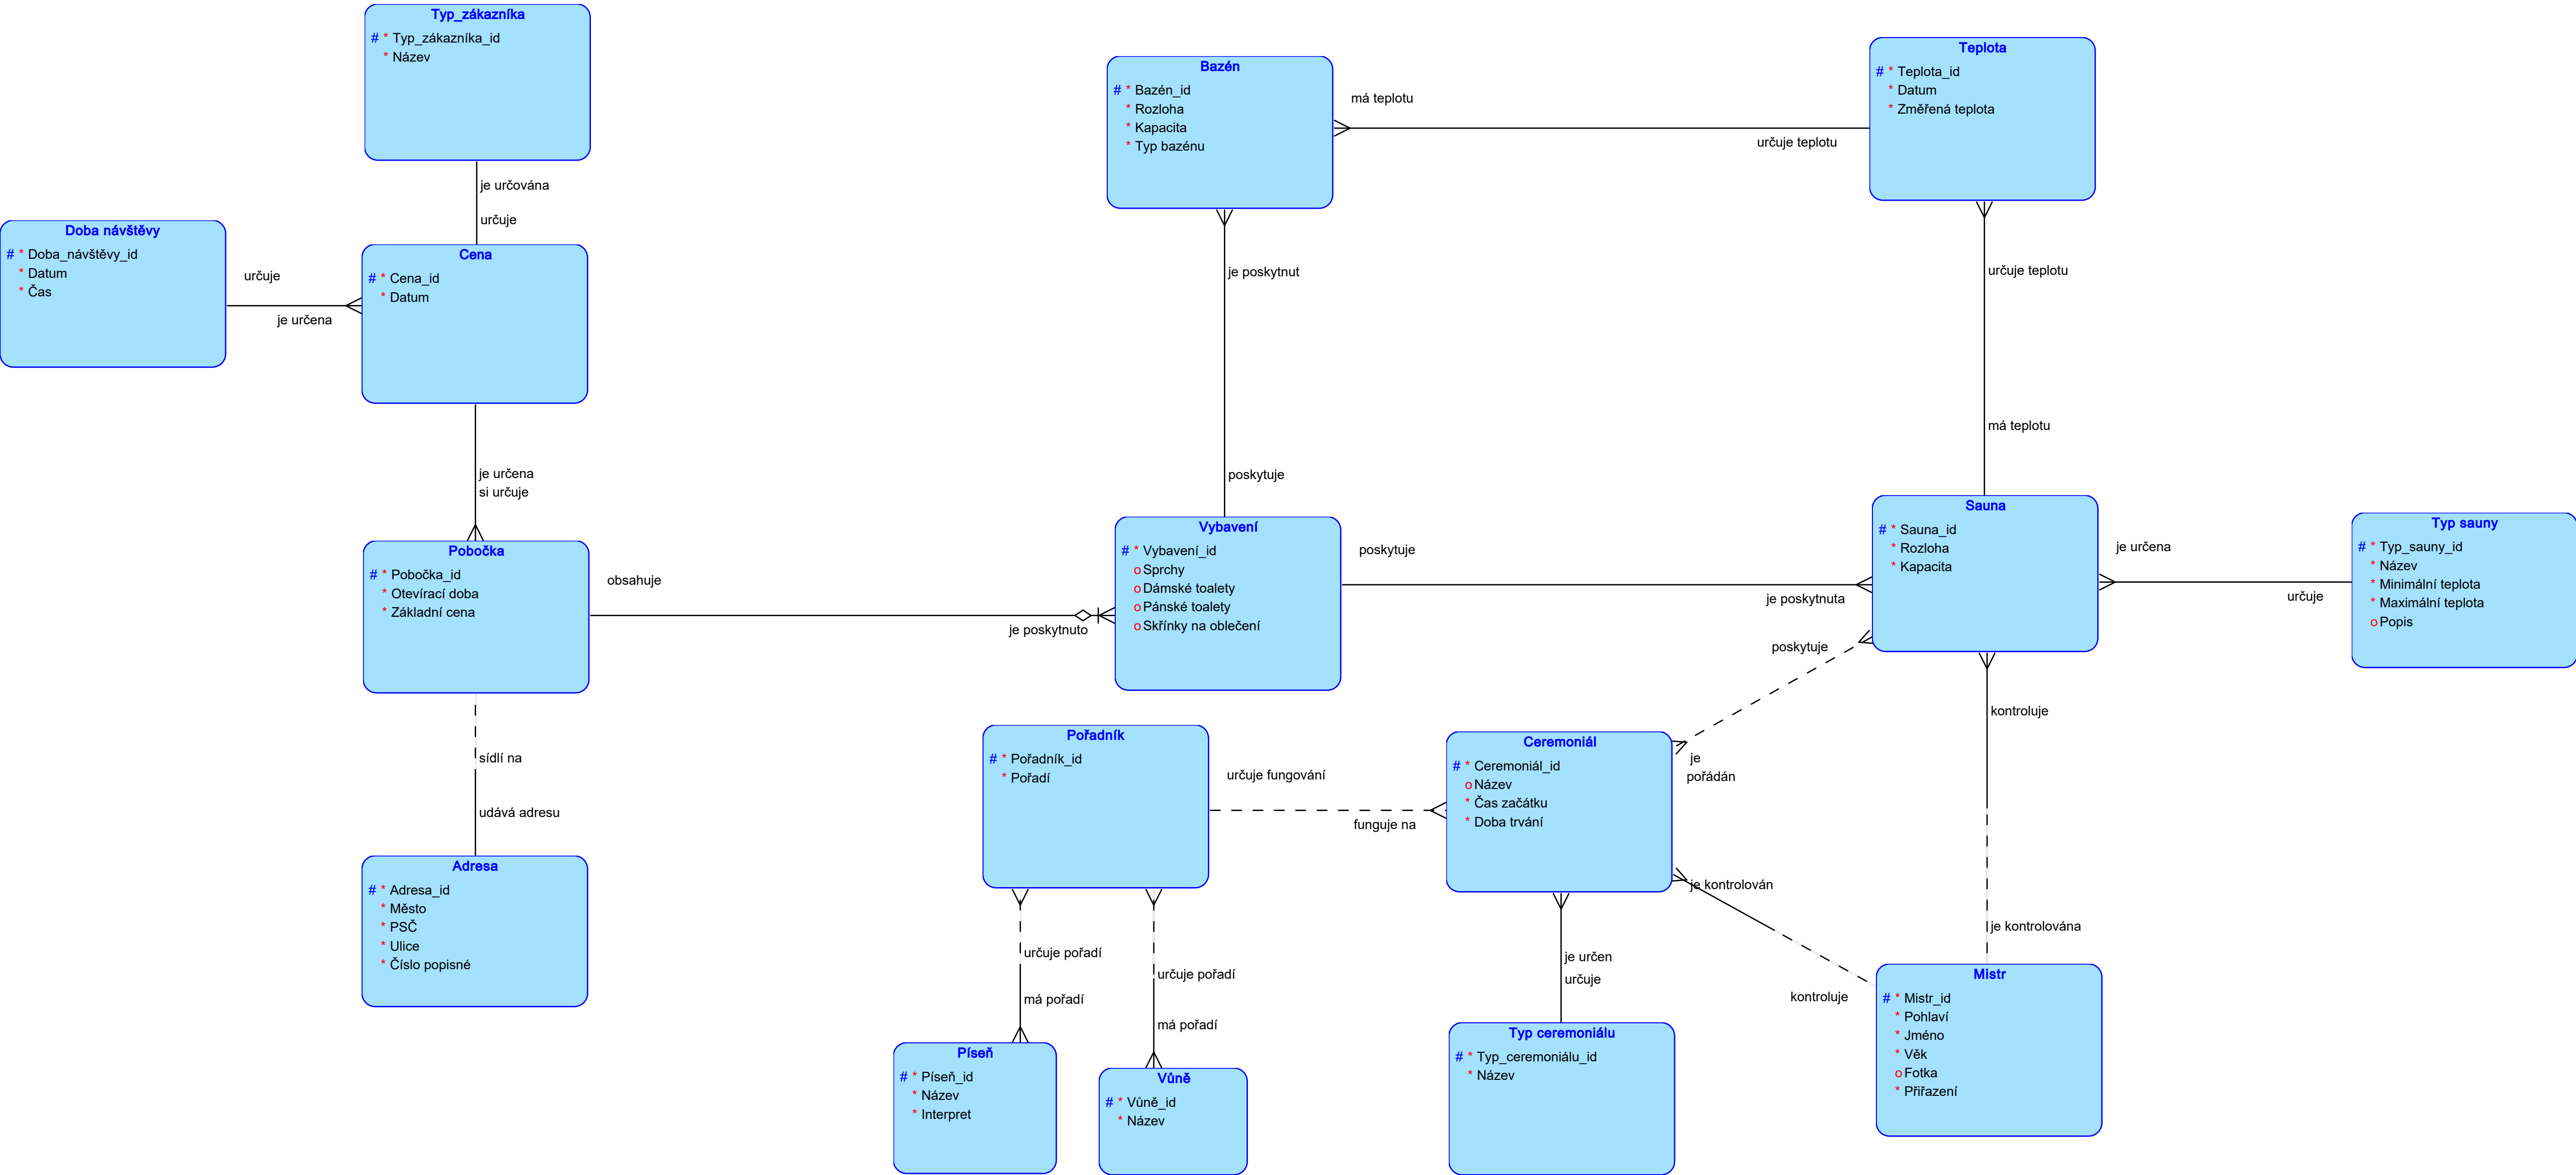 Typ_zákazníka
# * Typ_zákazníka_id
* Název
je určována
určuje
Doba návštěvy
# * Doba_návštěvy_id
* Datum
* Čas
určuje
je určena
Cena
# * Cena_id
* Datum
je určena
si určuje
Pobočka
# * Pobočka_id
* Otevírací doba
* Základní cena
obsahuje
je poskytnuto
sídlí na
udává adresu
Adresa
# * Adresa_id
* Město
* PSČ
* Ulice
* Číslo popisné
Bazén
# * Bazén_id
* Rozloha
* Kapacita
* Typ bazénu
má teplotu
určuje teplotu
Teplota
# * Teplota_id
* Datum
* Změřená teplota
je poskytnut
poskytuje
určuje teplotu
má teplotu
Vybavení
# * Vybavení_id
o Sprchy
o Dámské toalety
o Pánské toalety
o Skřínky na oblečení
poskytuje
je poskytnuta
Sauna
# * Sauna_id
* Rozloha
* Kapacita
je určena
určuje
Typ sauny
# * Typ_sauny_id
* Název
* Minimální teplota
* Maximální teplota
o Popis
poskytuje
je
pořádán
kontroluje
je kontrolována
Pořadník
# * Pořadník_id
* Pořadí
určuje fungování
funguje na
Ceremoniál
# * Ceremoniál_id
o Název
* Čas začátku
* Doba trvání
je kontrolován
kontroluje
určuje pořadí
má pořadí
určuje pořadí
má pořadí
je určen
určuje
Píseň
# * Píseň_id
* Název
* Interpret
Vůně
# * Vůně_id
* Název
Typ ceremoniálu
# * Typ_ceremoniálu_id
* Název
Mistr
# * Mistr_id
* Pohlaví
* Jméno
* Věk
o Fotka
* Přiřazení